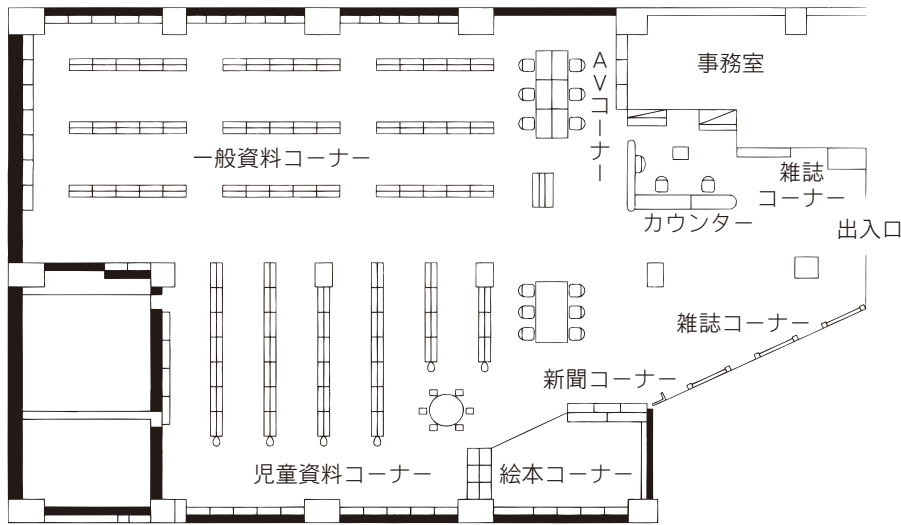 事務室
AVコーナー
一般資料コーナー
雑誌
コーナー
カウンター
出入口
雑誌コーナー
新聞コーナー
児童資料コーナー
絵本コーナー